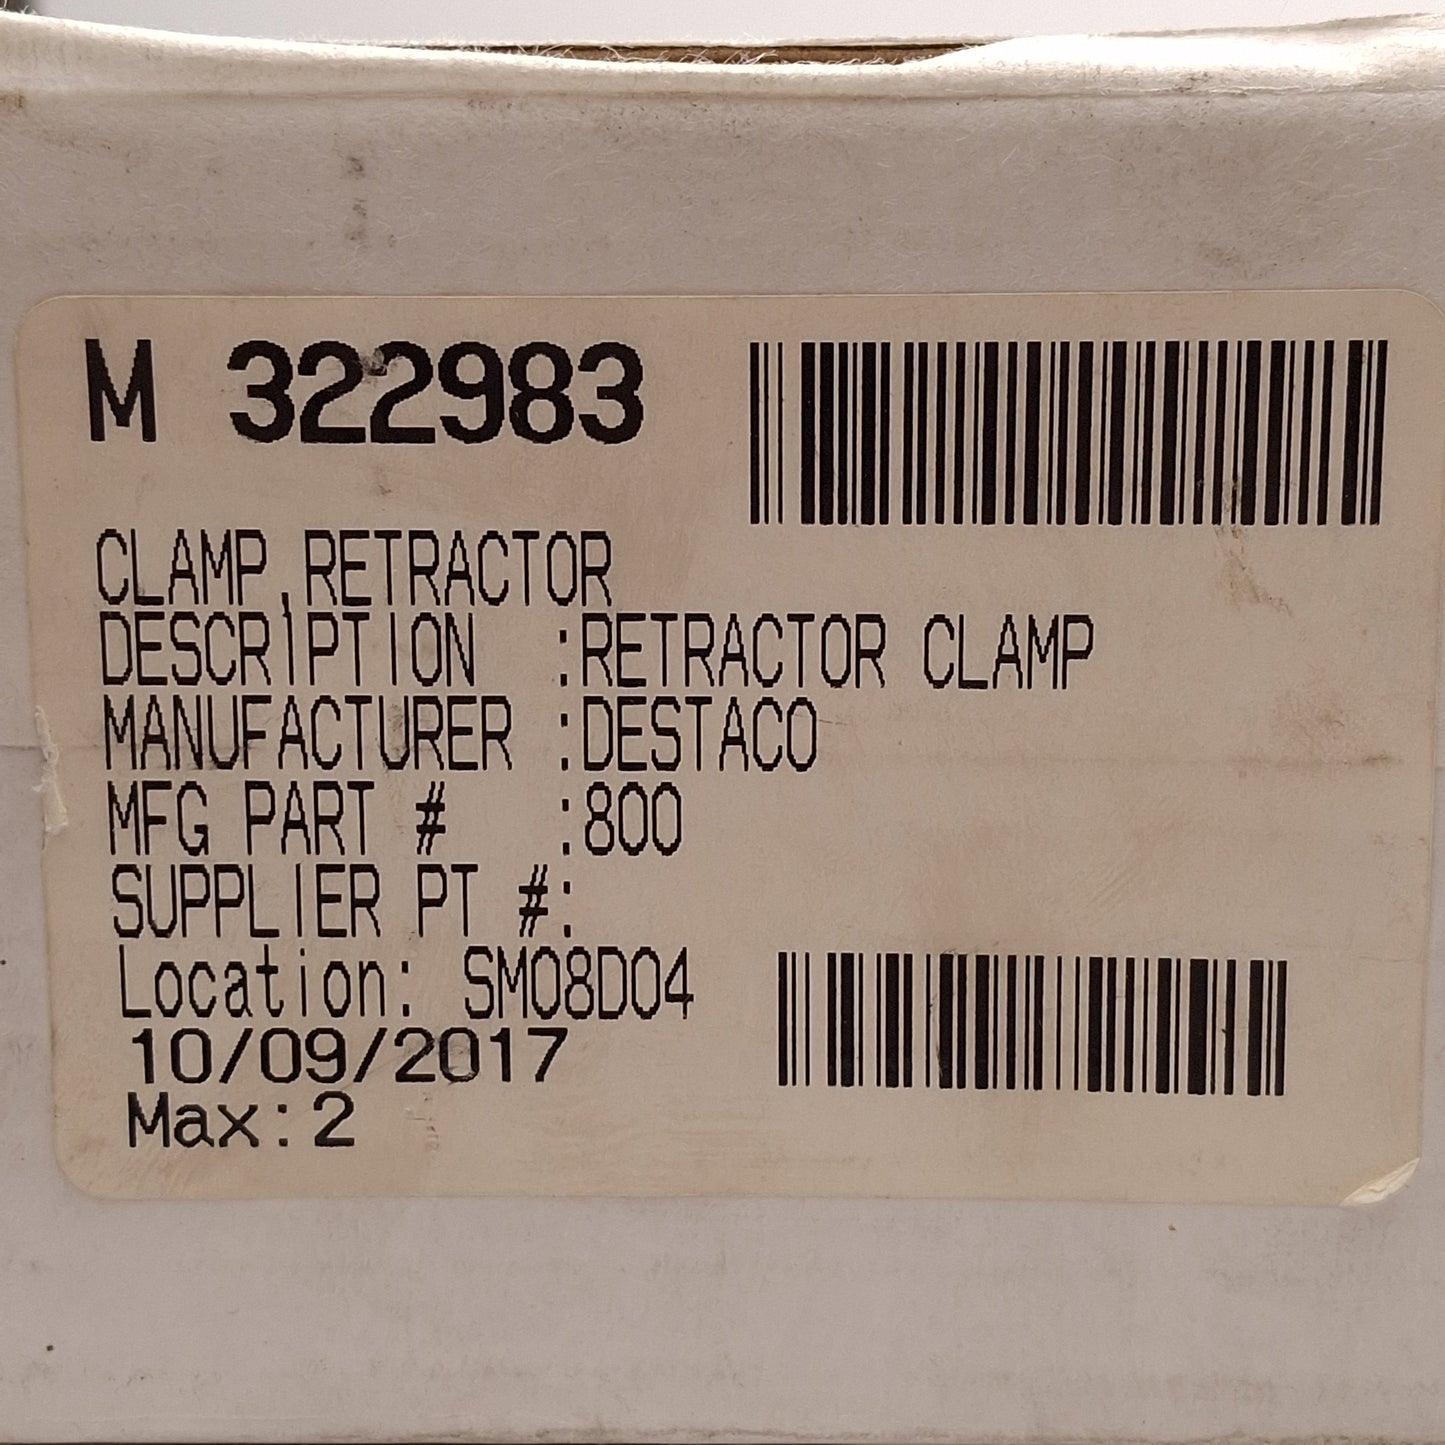 M 322983
CLAMP,RETRACTOR
DESCRIPTION :RETRACTOR CLAMP
MANUFACTURER :DESTACO
MFG PART # :800
SUPPLIER PT #:
Location: SM08D04
10/09/2017
Max:2